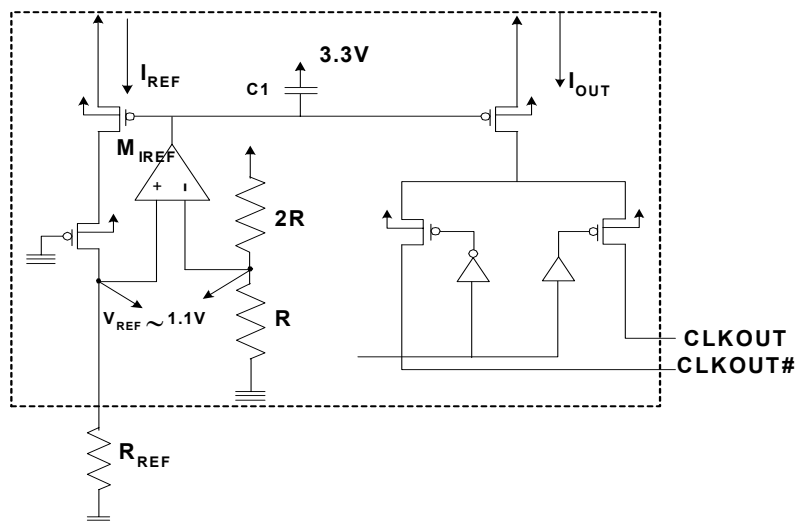 3.3V
I REF
C1
I OUT
M IREF
+ -
2R
V REF ~ 1.1V
R
CLKOUT
CLKOUT#
R REF